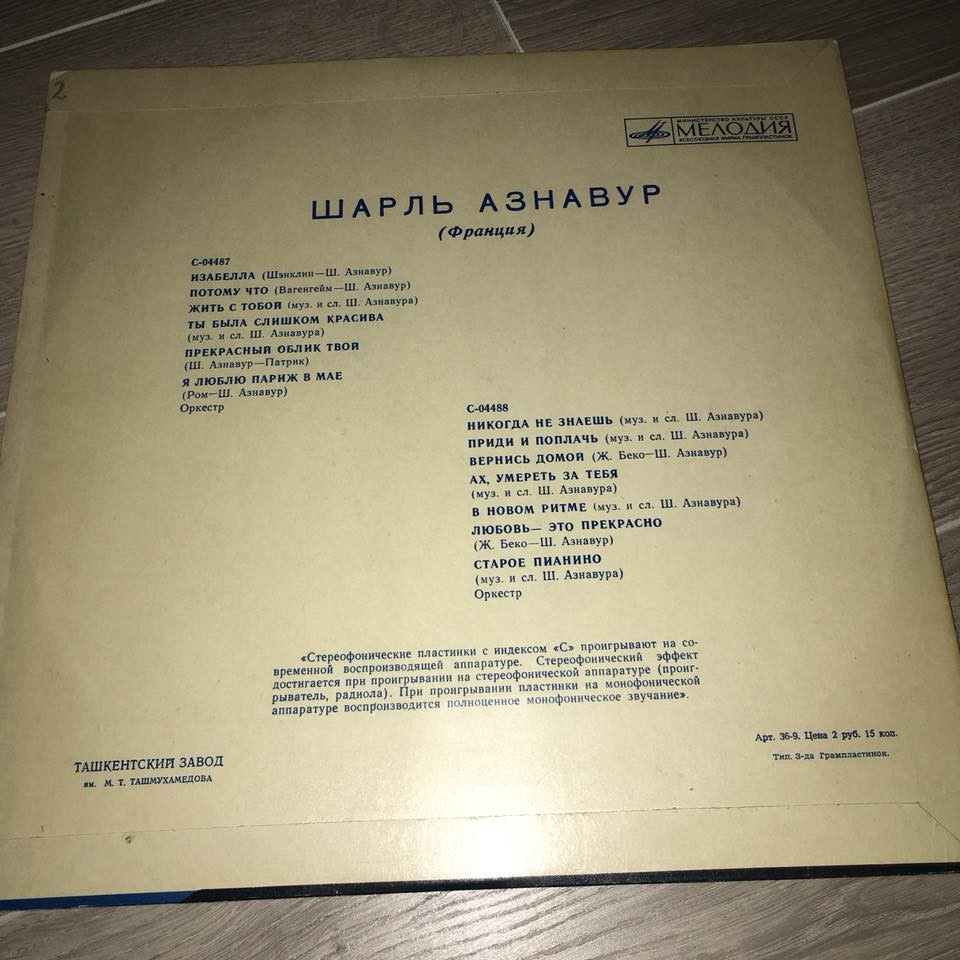 2
МИНИСТЕРСТВО КУЛЬТУРЫ СССР
МЕЛОДИЯ
ВСЕСОЮЗНАЯ ФИРМА ГРАМПЛАСТИНОК
ШАРЛЬ АЗНАВУР
(Франция)
С-04487
ИЗАБЕЛЛА (Шэнклин—Ш. Азнавур)
ПОТОМУ ЧТО (Вагенгейм—Ш. Азнавур)
ЖИТЬ С ТОБОЙ (муз. и сл. Ш. Азнавура)
ТЫ БЫЛА СЛИШКОМ КРАСИВА
(муз. и сл. Ш. Азнавура)
ПРЕКРАСНЫЙ ОБЛИК ТВОЙ
(Ш. Азнавур—Патрик)
Я ЛЮБЛЮ ПАРИЖ В МАЕ
(Ром—Ш. Азнавур)
Оркестр
С-04488
НИКОГДА НЕ ЗНАЕШЬ (муз. и сл. Ш. Азнавура)
ПРИДИ И ПОПЛАЧЬ (муз. и сл. Ш. Азнавура)
ВЕРНИСЬ ДОМОЙ (Ж. Беко—Ш. Азнавур)
АХ, УМЕРЕТЬ ЗА ТЕБЯ
(муз. и сл. Ш. Азнавура)
В НОВОМ РИТМЕ (муз. и сл. Ш. Азнавура)
ЛЮБОВЬ— ЭТО ПРЕКРАСНО
(Ж. Беко—Ш. Азнавур)
СТАРОЕ ПИАНИНО
(муз. и сл. Ш. Азнавура)
Оркестр
«Стереофонические пластинки с индексом «С» проигрывают на со-
временной воспроизводящей аппаратуре. Стереофонический эффект
достигается при проигрывании на стереофонической аппаратуре (проиг-
рыватель, радиола). При проигрывании пластинки на монофонической
аппаратуре воспроизводится полноценное монофоническое звучание».
Арт. 36-9. Цена 2 руб. 15 коп.
Тип. З-да Грампластинок.
ТАШКЕНТСКИЙ ЗАВОД
им. М. Т. ТАШМУХАМЕДОВА